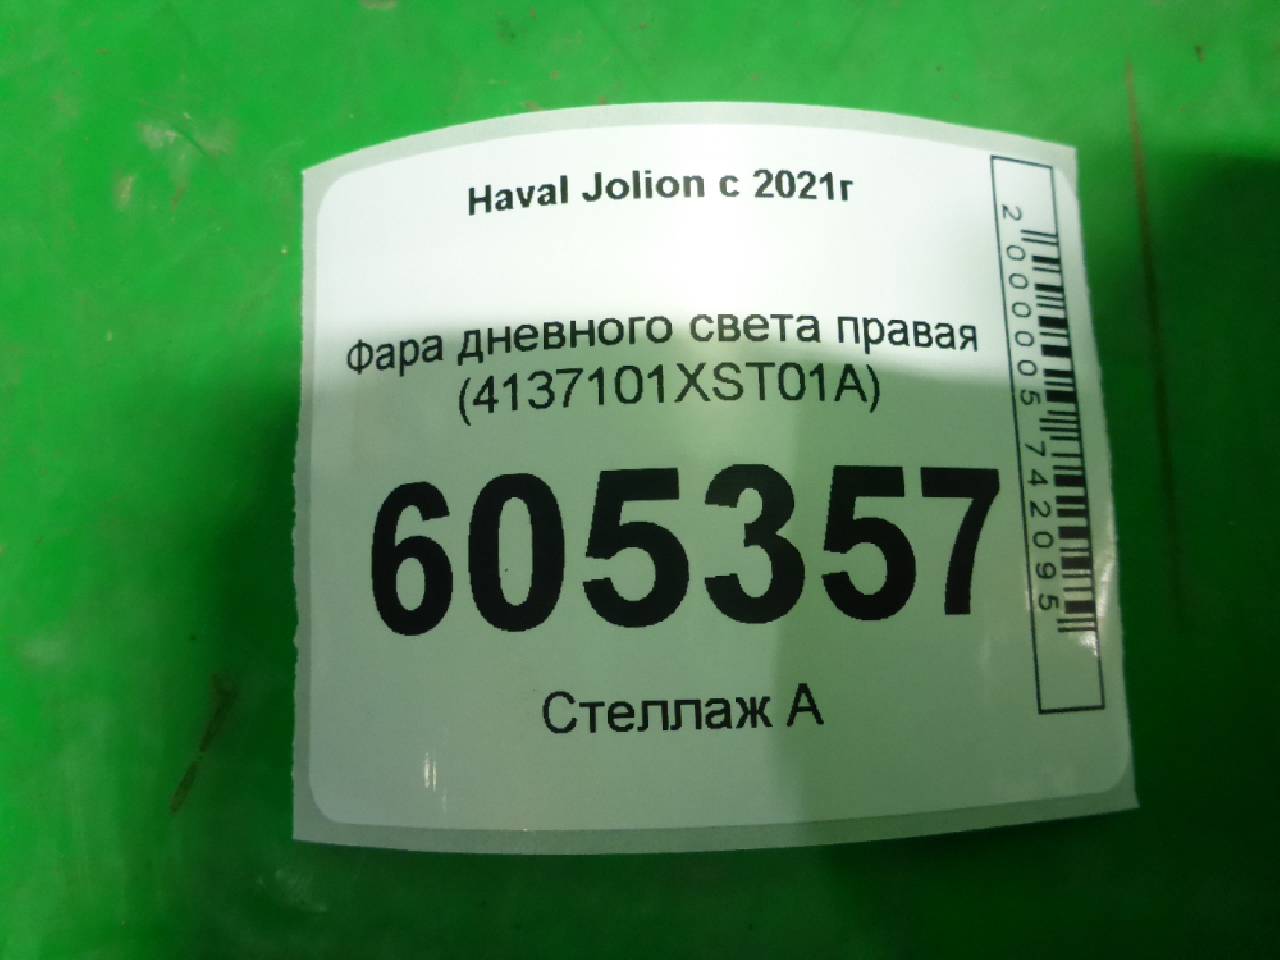 Haval Jolion с 2021г
Фара дневного света правая
(4137101XST01A)
605357
Стеллаж А
2000005742095